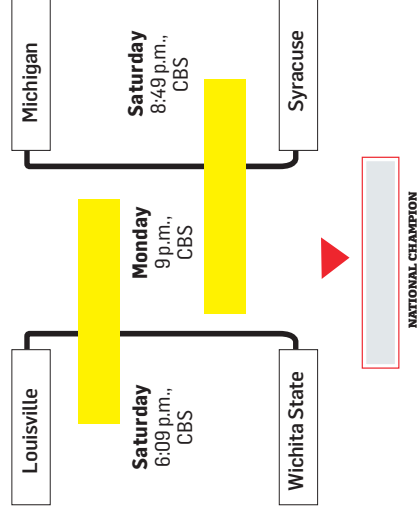 Louisville
Saturday
6:09 p.m.,
CBS
Wichita State
Monday
9 p.m.,
CBS
Michigan
Saturday
8:49 p.m.,
CBS
Syracuse
NATIONAL CHAMPION